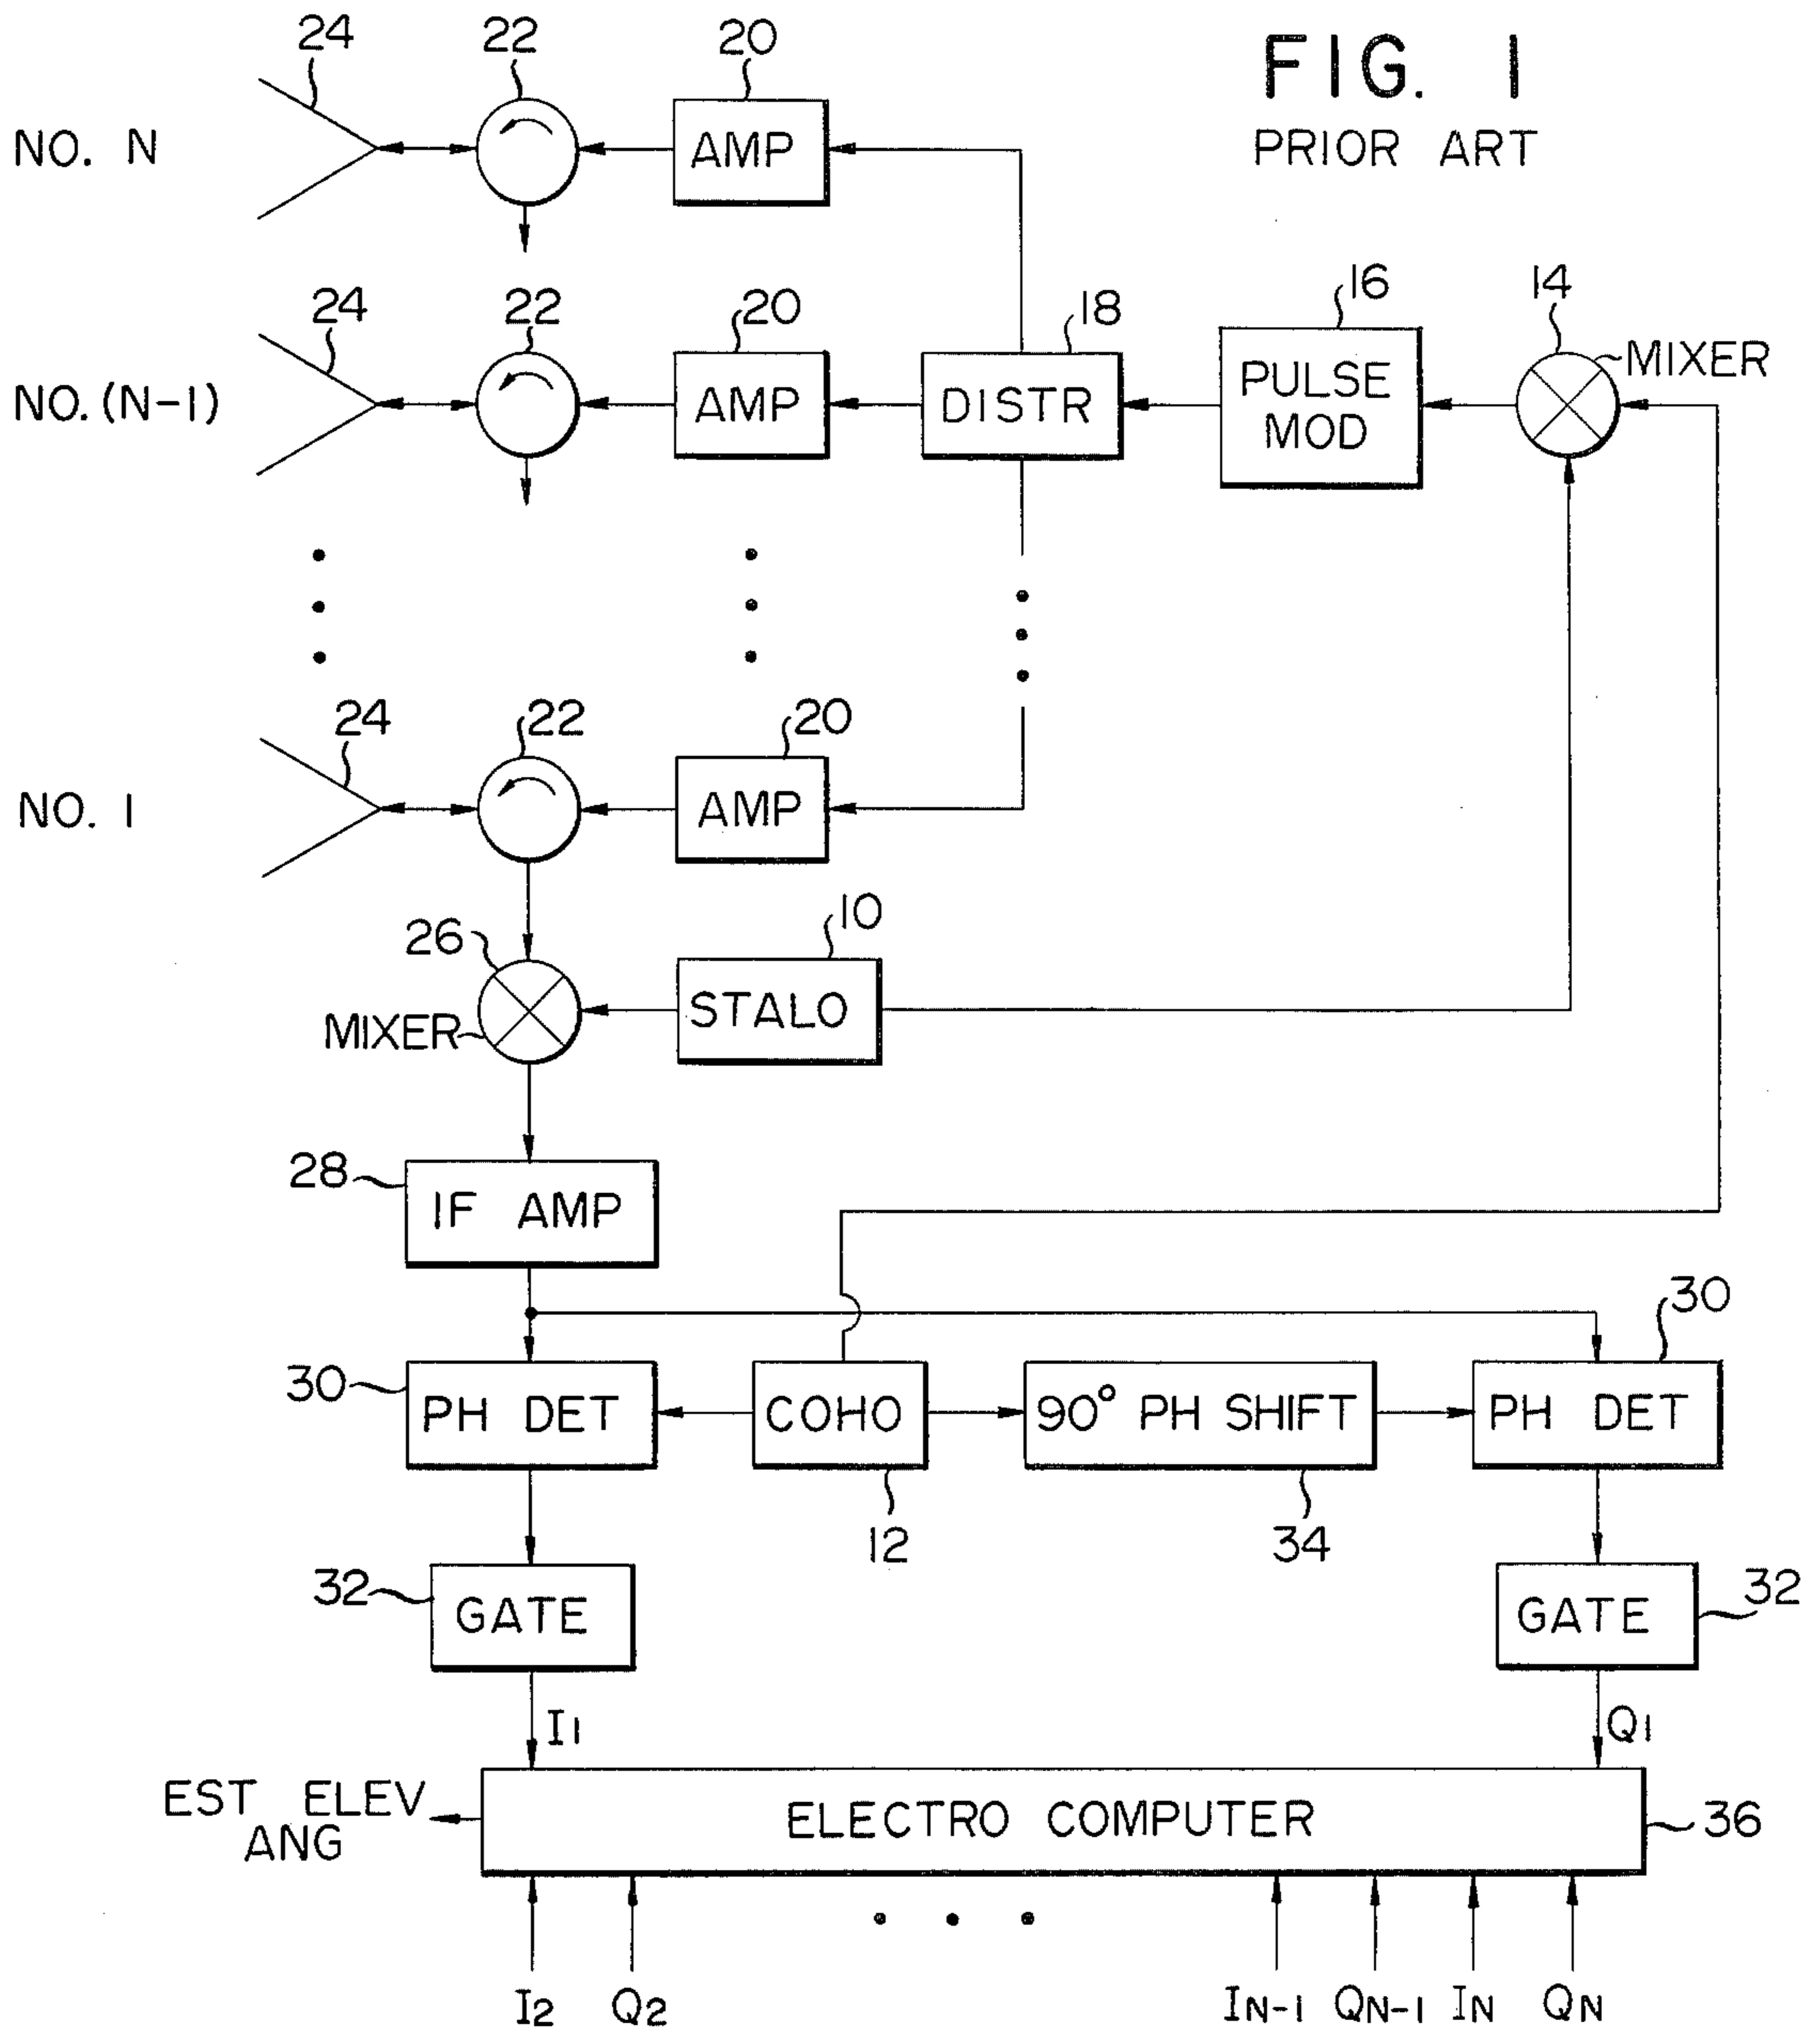 FIG. 1
PRIOR ART
24
22
20
NO. N
AMP
24
22
20
18
16
14
MIXER
NO. (N-1)
AMP
DISTR
PULSE
MOD
24
22
20
NO. 1
AMP
26
10
MIXER
STALO
28
IF AMP
30
30
PH DET
COHO
90° PH SHIFT
PH DET
12
34
32
GATE
GATE
32
I1
Q1
EST ELEV
ANG
ELECTRO COMPUTER
36
I2
Q2
IN-1
QN-1
IN
QN